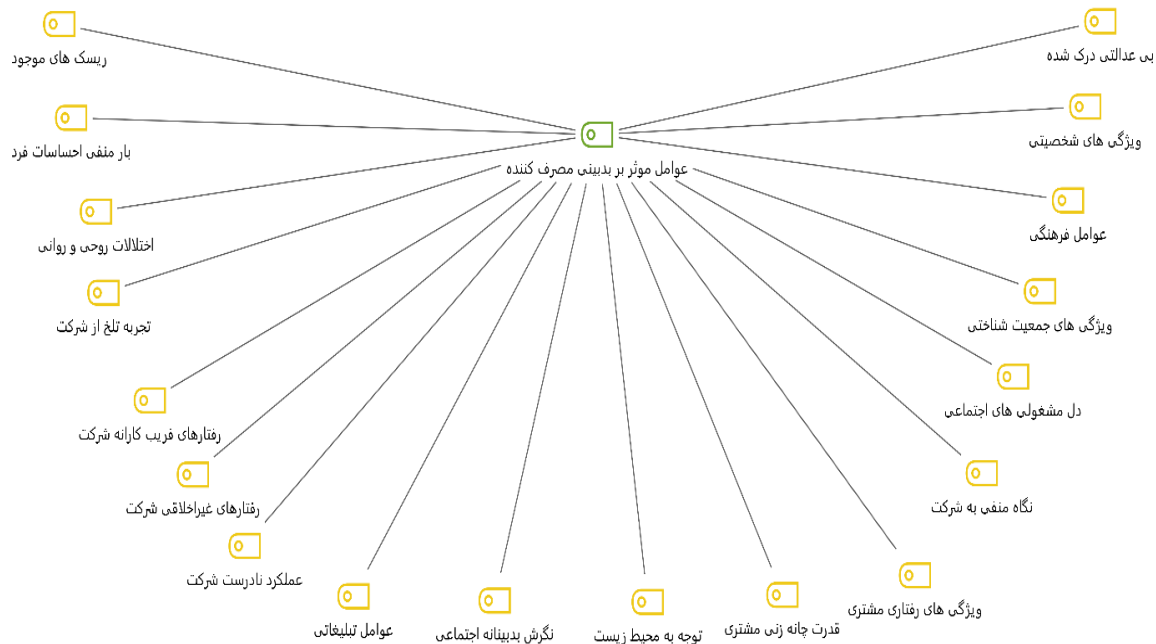 بی عدالتی درک شده
ریسک های موجود
ویژگی های شخصیتی
بار منفی احساسات فرد
عوامل موثر بر بدبینی مصرف کننده
عوامل فرهنگی
اختلالات روحی و روانی
ویژگی های جمعیت شناختی
تجربه تلخ از شرکت
دل مشغولی های اجتماعی
رفتارهای فریب کارانه شرکت
نگاه منفی به شرکت
رفتارهای غیراخلاقی شرکت
عملکرد نادرست شرکت
ویژگی های رفتاری مشتری
قدرت چانه زنی مشتری
توجه به محیط زیست
نگرش بدبینانه اجتماعی
عوامل تبلیغاتی